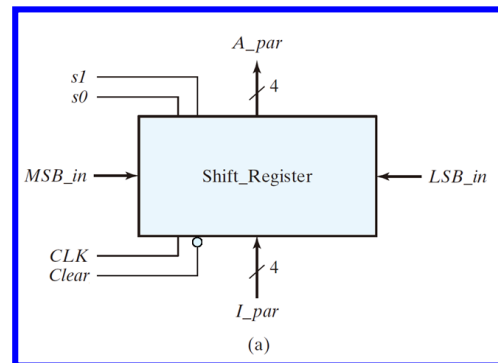 A_par
s1
4
s0
MSB_in
Shift_Register
LSB_in
CLK
Clear
4
I_par
(a)